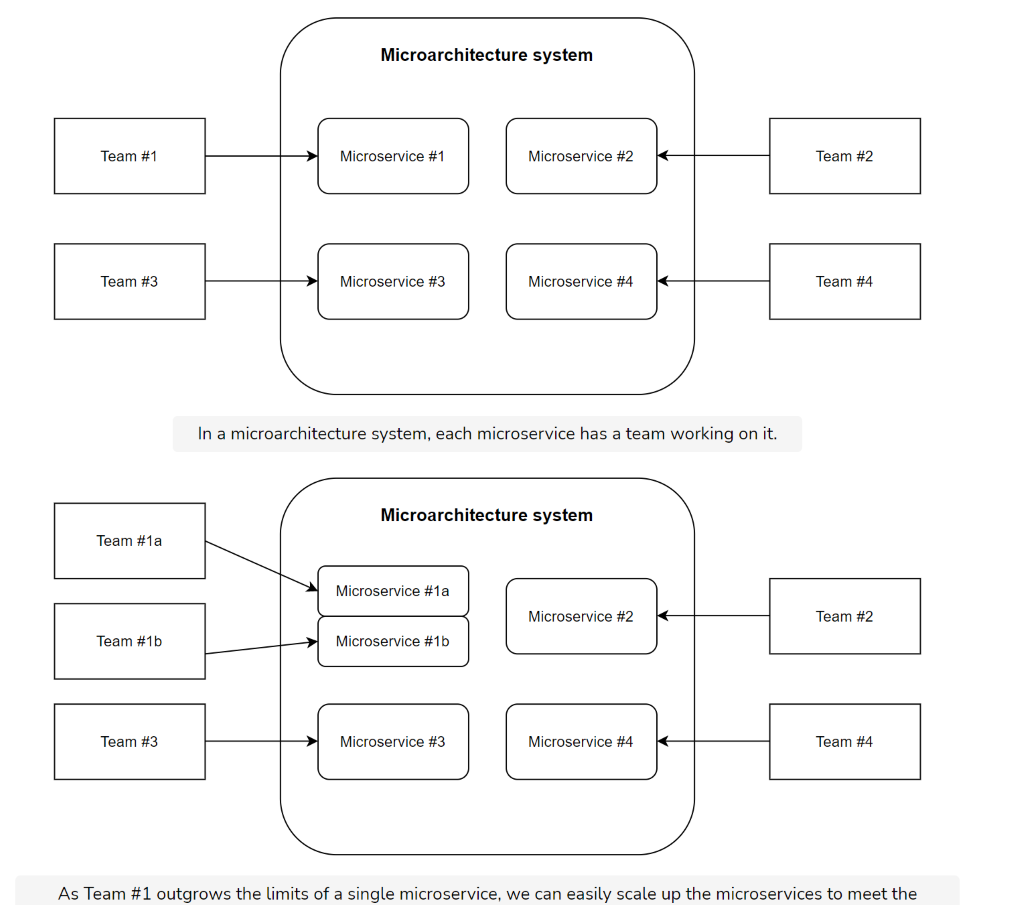 Microarchitecture system
Team #1
Microservice #1
Microservice #2
Team #2
Team #3
Microservice #3
Microservice #4
Team #4
In a microarchitecture system, each microservice has a team working on it.
Microarchitecture system
Team #1a
Microservice #1a
Team #1b
Microservice #1b
Microservice #2
Team #2
Team #3
Microservice #3
Microservice #4
Team #4
As Team #1 outgrows the limits of a single microservice, we can easily scale up the microservices to meet the